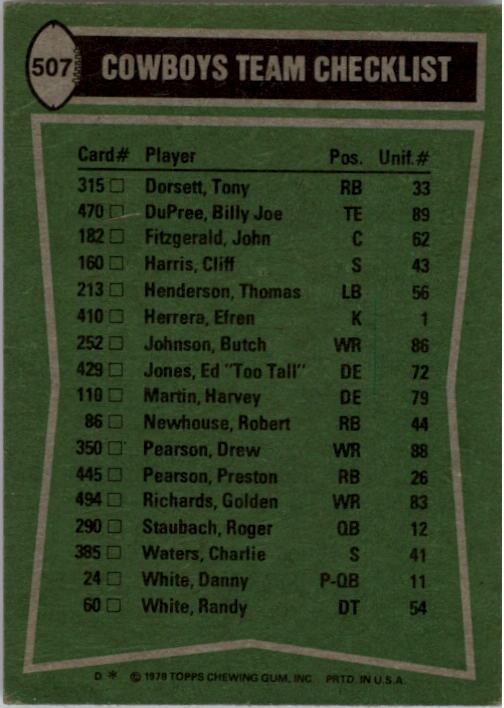 507 COWBOYS TEAM CHECKLIST
Card# Player Pos. Unif.#
315 □ Dorsett, Tony RB 33
470 □ DuPree, Billy Joe TE 89
182 □ Fitzgerald, John C 62
160 □ Harris, Cliff S 43
213 □ Henderson, Thomas LB 56
410 □ Herrera, Efren K 1
252 □ Johnson, Butch WR 86
429 □ Jones, Ed "Too Tall" DE 72
110 □ Martin, Harvey DE 79
86 □ Newhouse, Robert RB 44
350 □ Pearson, Drew WR 88
445 □ Pearson, Preston RB 26
494 □ Richards, Golden WR 83
290 □ Staubach, Roger QB 12
385 □ Waters, Charlie S 41
24 □ White, Danny P-QB 11
60 □ White, Randy DT 54
D * © 1978 TOPPS CHEWING GUM, INC. PRTD. IN U.S.A.